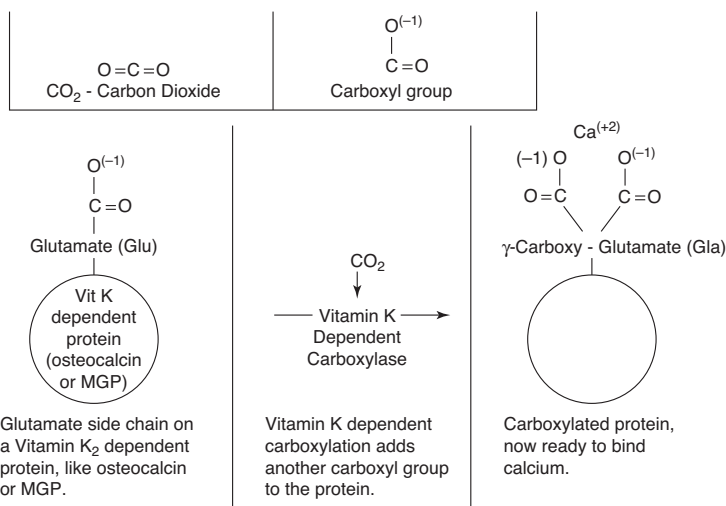 O=C=O
CO₂ - Carbon Dioxide
O(−1)
C=O
Carboxyl group
O(−1)
C=O
Glutamate (Glu)
Vit K
dependent
protein
(osteocalcin
or MGP)
Glutamate side chain on
a Vitamin K₂ dependent
protein, like osteocalcin
or MGP.
CO₂
Vitamin K
Dependent
Carboxylase
Vitamin K dependent
carboxylation adds
another carboxyl group
to the protein.
Ca(+2)
(−1) O O(−1)
O=C C=O
γ-Carboxy - Glutamate (Gla)
Carboxylated protein,
now ready to bind
calcium.